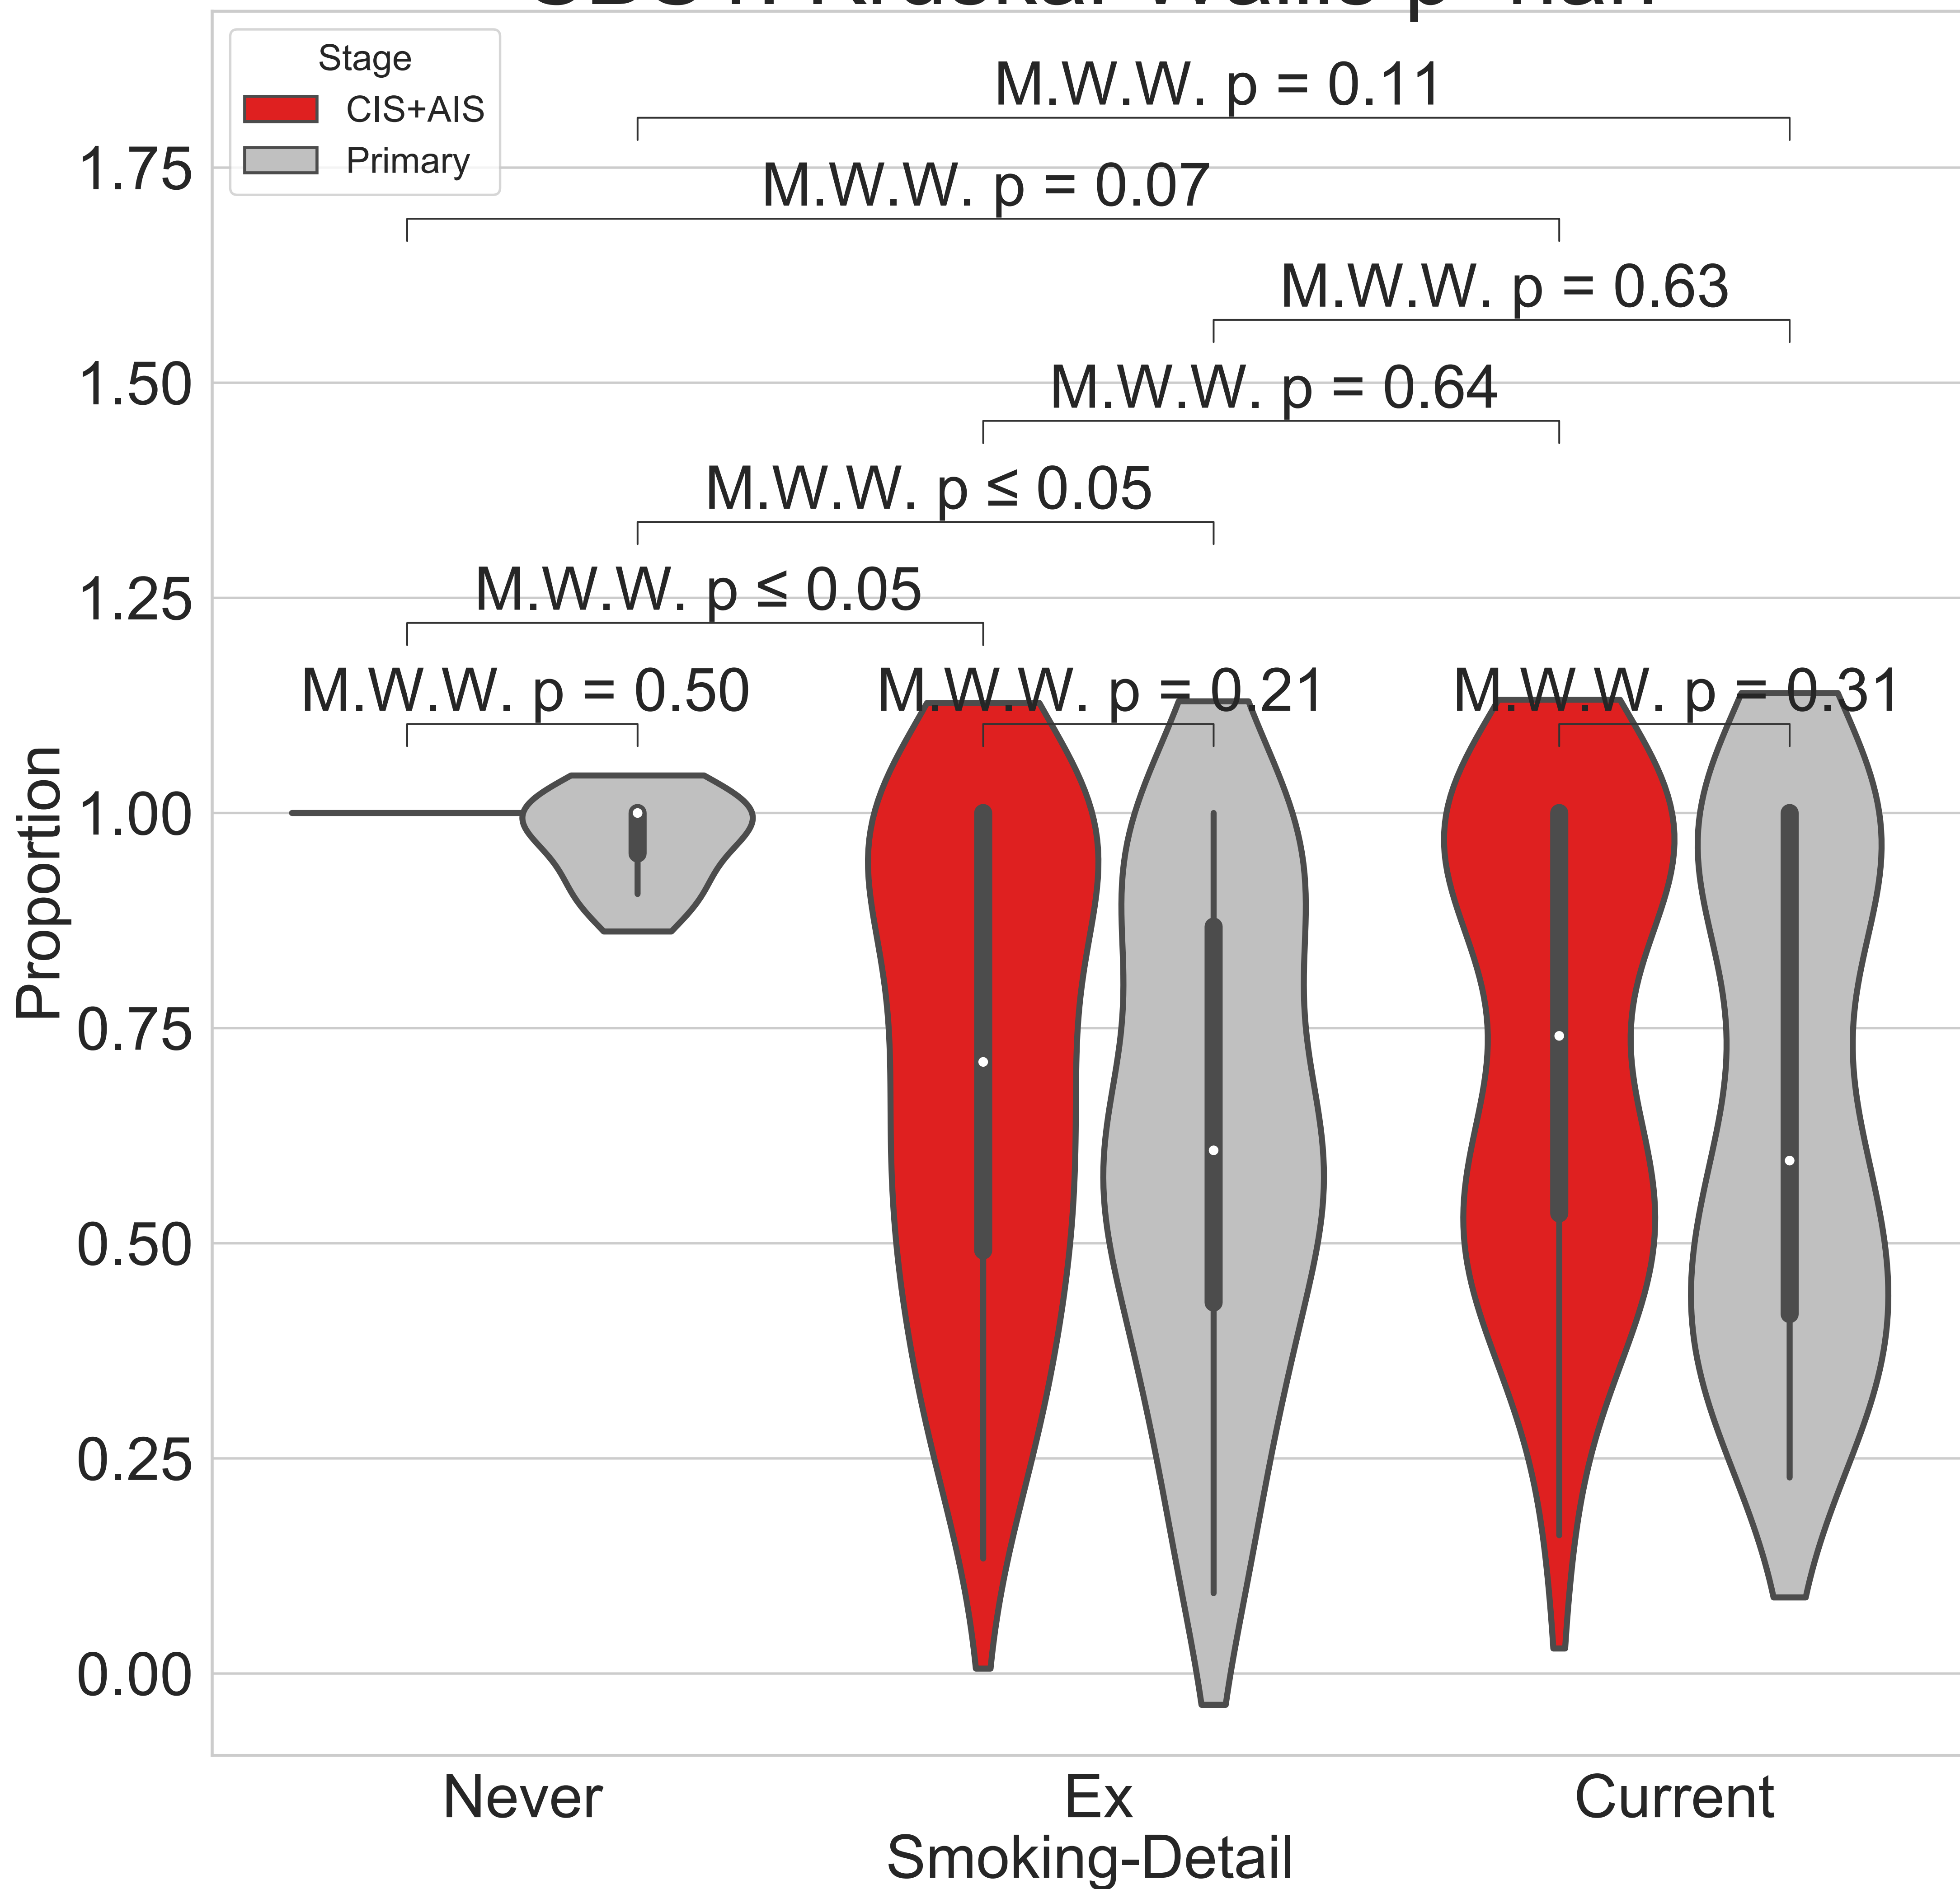 Stage
CIS+AIS
Primary
M.W.W. p = 0.11
M.W.W. p = 0.07
M.W.W. p = 0.63
M.W.W. p = 0.64
M.W.W. p ≤ 0.05
M.W.W. p ≤ 0.05
M.W.W. p = 0.50
M.W.W. p = 0.21
M.W.W. p = 0.31
1.75
1.50
1.25
1.00
0.75
0.50
0.25
0.00
Proportion
Never
Ex
Current
Smoking-Detail